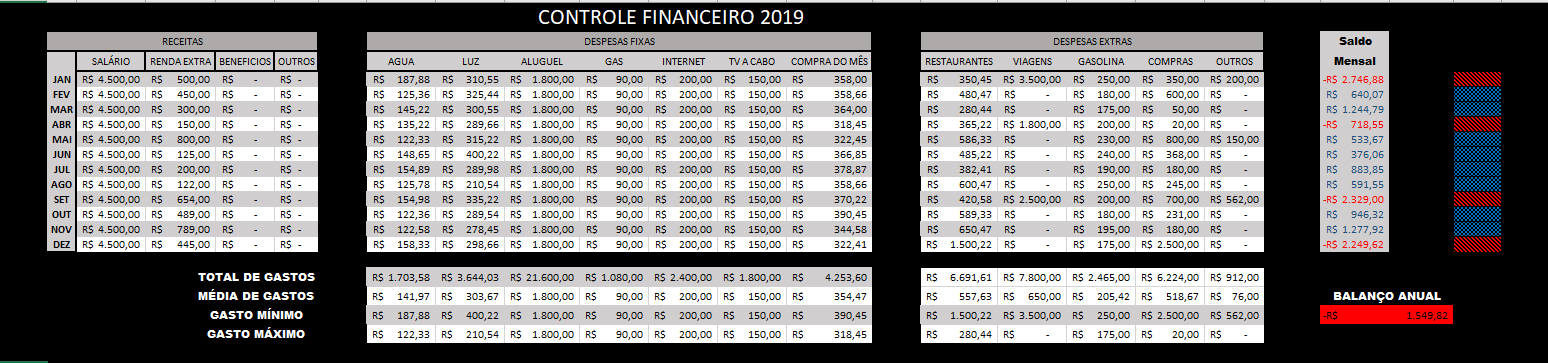 CONTROLE FINANCEIRO 2019
RECEITAS DESPESAS FIXAS DESPESAS EXTRAS Saldo
SALÁRIO RENDA EXTRA BENEFICIOS OUTROS AGUA LUZ ALUGUEL GAS INTERNET TV A CABO COMPRA DO MÊS RESTAURANTES VIAGENS GASOLINA COMPRAS OUTROS Mensal
JAN R$ 4.500,00 R$ 500,00 R$ - R$ - R$ 187,88 R$ 310,55 R$ 1.800,00 R$ 90,00 R$ 200,00 R$ 150,00 R$ 358,00 R$ 350,45 R$ 3.500,00 R$ 250,00 R$ 350,00 R$ 200,00 -R$ 2.746,88
FEV R$ 4.500,00 R$ 450,00 R$ - R$ - R$ 125,36 R$ 325,44 R$ 1.800,00 R$ 90,00 R$ 200,00 R$ 150,00 R$ 358,66 R$ 480,47 R$ - R$ 180,00 R$ 600,00 R$ - R$ 640,07
MAR R$ 4.500,00 R$ 300,00 R$ - R$ - R$ 145,22 R$ 300,55 R$ 1.800,00 R$ 90,00 R$ 200,00 R$ 150,00 R$ 364,00 R$ 280,44 R$ - R$ 175,00 R$ 50,00 R$ - R$ 1.244,79
ABR R$ 4.500,00 R$ 150,00 R$ - R$ - R$ 135,22 R$ 289,66 R$ 1.800,00 R$ 90,00 R$ 200,00 R$ 150,00 R$ 318,45 R$ 365,22 R$ 1.800,00 R$ 200,00 R$ 20,00 R$ - -R$ 718,55
MAI R$ 4.500,00 R$ 800,00 R$ - R$ - R$ 122,33 R$ 315,22 R$ 1.800,00 R$ 90,00 R$ 200,00 R$ 150,00 R$ 322,45 R$ 586,33 R$ - R$ 230,00 R$ 800,00 R$ 150,00 R$ 533,67
JUN R$ 4.500,00 R$ 125,00 R$ - R$ - R$ 148,65 R$ 400,22 R$ 1.800,00 R$ 90,00 R$ 200,00 R$ 150,00 R$ 366,85 R$ 485,22 R$ - R$ 240,00 R$ 368,00 R$ - R$ 376,06
JUL R$ 4.500,00 R$ 200,00 R$ - R$ - R$ 154,89 R$ 289,98 R$ 1.800,00 R$ 90,00 R$ 200,00 R$ 150,00 R$ 378,87 R$ 382,41 R$ - R$ 190,00 R$ 180,00 R$ - R$ 883,85
AGO R$ 4.500,00 R$ 122,00 R$ - R$ - R$ 125,78 R$ 210,54 R$ 1.800,00 R$ 90,00 R$ 200,00 R$ 150,00 R$ 358,66 R$ 600,47 R$ - R$ 250,00 R$ 245,00 R$ - R$ 591,55
SET R$ 4.500,00 R$ 654,00 R$ - R$ - R$ 154,98 R$ 335,22 R$ 1.800,00 R$ 90,00 R$ 200,00 R$ 150,00 R$ 370,22 R$ 420,58 R$ 2.500,00 R$ 200,00 R$ 700,00 R$ 562,00 -R$ 2.329,00
OUT R$ 4.500,00 R$ 489,00 R$ - R$ - R$ 122,36 R$ 289,54 R$ 1.800,00 R$ 90,00 R$ 200,00 R$ 150,00 R$ 390,45 R$ 589,33 R$ - R$ 180,00 R$ 231,00 R$ - R$ 946,32
NOV R$ 4.500,00 R$ 789,00 R$ - R$ - R$ 122,58 R$ 278,45 R$ 1.800,00 R$ 90,00 R$ 200,00 R$ 150,00 R$ 344,58 R$ 650,47 R$ - R$ 195,00 R$ 180,00 R$ - R$ 1.277,92
DEZ R$ 4.500,00 R$ 445,00 R$ - R$ - R$ 158,33 R$ 298,66 R$ 1.800,00 R$ 90,00 R$ 200,00 R$ 150,00 R$ 322,41 R$ 1.500,22 R$ - R$ 175,00 R$ 2.500,00 R$ - -R$ 2.249,62
TOTAL DE GASTOS R$ 1.703,58 R$ 3.644,03 R$ 21.600,00 R$ 1.080,00 R$ 2.400,00 R$ 1.800,00 R$ 4.253,60 R$ 6.691,61 R$ 7.800,00 R$ 2.465,00 R$ 6.224,00 R$ 912,00
MÉDIA DE GASTOS R$ 141,97 R$ 303,67 R$ 1.800,00 R$ 90,00 R$ 200,00 R$ 150,00 R$ 354,47 R$ 557,63 R$ 650,00 R$ 205,42 R$ 518,67 R$ 76,00 BALANÇO ANUAL
GASTO MÍNIMO R$ 187,88 R$ 400,22 R$ 1.800,00 R$ 90,00 R$ 200,00 R$ 150,00 R$ 390,45 R$ 1.500,22 R$ 3.500,00 R$ 250,00 R$ 2.500,00 R$ 562,00 -R$ 1.549,82
GASTO MÁXIMO R$ 122,33 R$ 210,54 R$ 1.800,00 R$ 90,00 R$ 200,00 R$ 150,00 R$ 318,45 R$ 280,44 R$ - R$ 175,00 R$ 20,00 R$ -